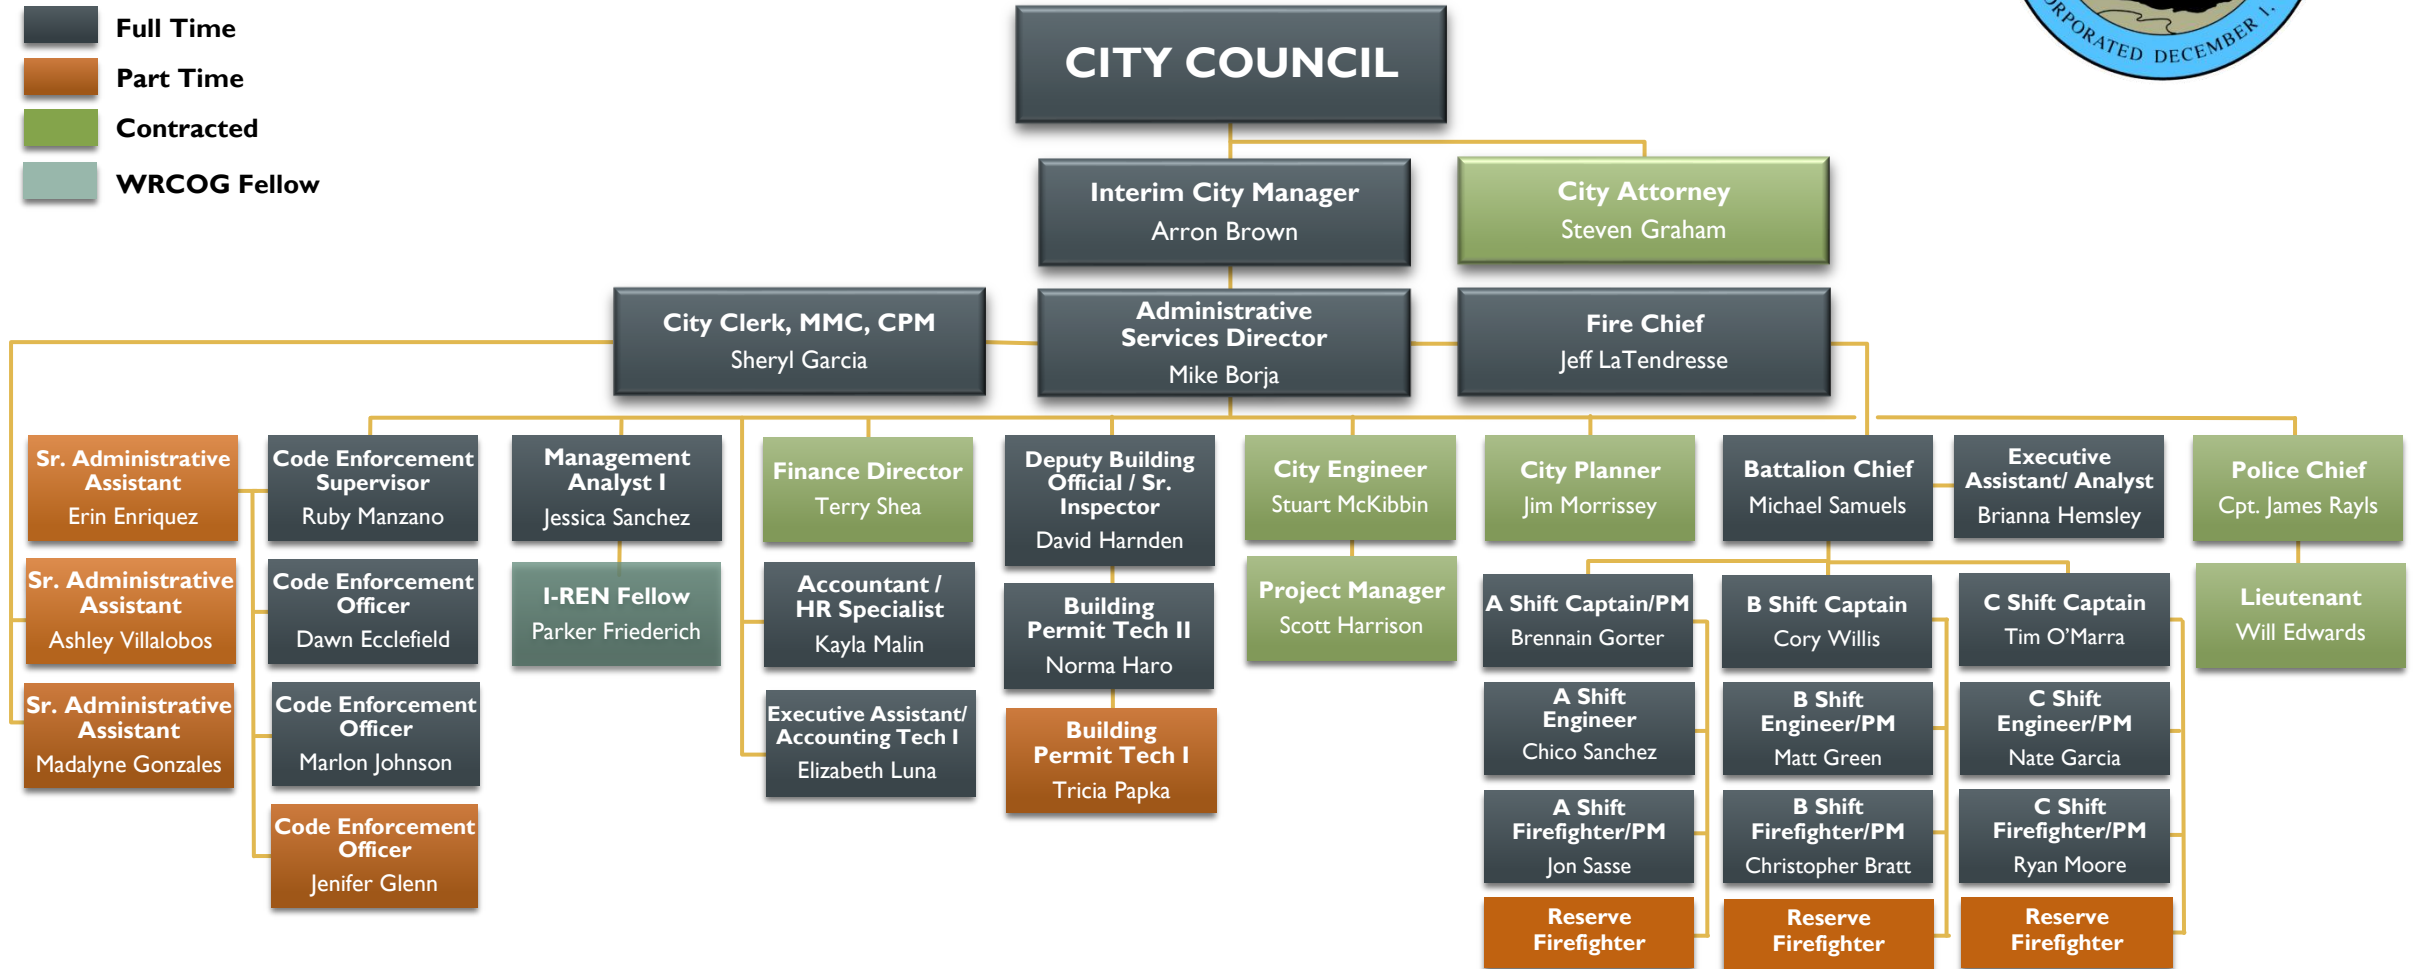 Full Time
Part Time
Contracted
WRCOG Fellow
ORPORATED DECEMBER 1,
CITY COUNCIL
Interim City Manager
Arron Brown
City Attorney
Steven Graham
City Clerk, MMC, CPM
Sheryl Garcia
Administrative
Services Director
Mike Borja
Fire Chief
Jeff LaTendresse
Sr. Administrative
Assistant
Erin Enriquez
Sr. Administrative
Assistant
Ashley Villalobos
Sr. Administrative
Assistant
Madalyne Gonzales
Code Enforcement
Supervisor
Ruby Manzano
Code Enforcement
Officer
Dawn Ecclefield
Code Enforcement
Officer
Marlon Johnson
Code Enforcement
Officer
Jenifer Glenn
Management
Analyst I
Jessica Sanchez
I-REN Fellow
Parker Friederich
Finance Director
Terry Shea
Accountant /
HR Specialist
Kayla Malin
Executive Assistant/
Accounting Tech I
Elizabeth Luna
Deputy Building
Official / Sr.
Inspector
David Harnden
Building
Permit Tech II
Norma Haro
Building
Permit Tech I
Tricia Papka
City Engineer
Stuart McKibbin
Project Manager
Scott Harrison
City Planner
Jim Morrissey
Battalion Chief
Michael Samuels
Executive
Assistant/ Analyst
Brianna Hemsley
Police Chief
Cpt. James Rayls
Lieutenant
Will Edwards
A Shift Captain/PM
Brennain Gorter
A Shift
Engineer
Chico Sanchez
A Shift
Firefighter/PM
Jon Sasse
Reserve
Firefighter
B Shift Captain
Cory Willis
B Shift
Engineer/PM
Matt Green
B Shift
Firefighter/PM
Christopher Bratt
Reserve
Firefighter
C Shift Captain
Tim O'Marra
C Shift
Engineer/PM
Nate Garcia
C Shift
Firefighter/PM
Ryan Moore
Reserve
Firefighter